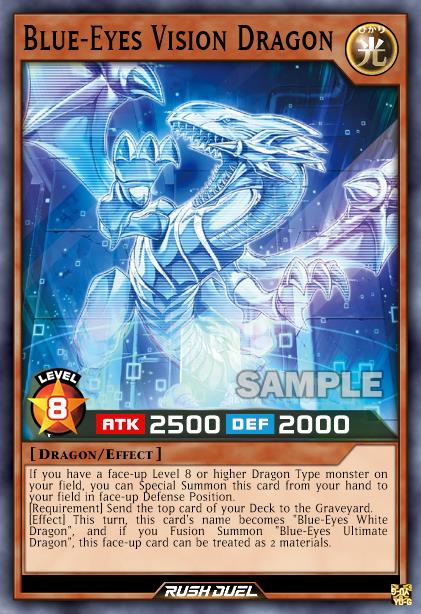 BLUE-EYES VISION DRAGON
ひかり
光
SAMPLE
LEVEL
8
ATK 2500 DEF 2000
[DRAGON/EFFECT]
If you have a face-up Level 8 or higher Dragon Type monster on
your field, you can Special Summon this card from your hand to
your field in face-up Defense Position.
[Requirement] Send the top card of your Deck to the Graveyard.
[Effect] This turn, this card's name becomes "Blue-Eyes White
Dragon", and if you Fusion Summon "Blue-Eyes Ultimate
Dragon", this face-up card can be treated as 2 materials.
RUSH DUEL